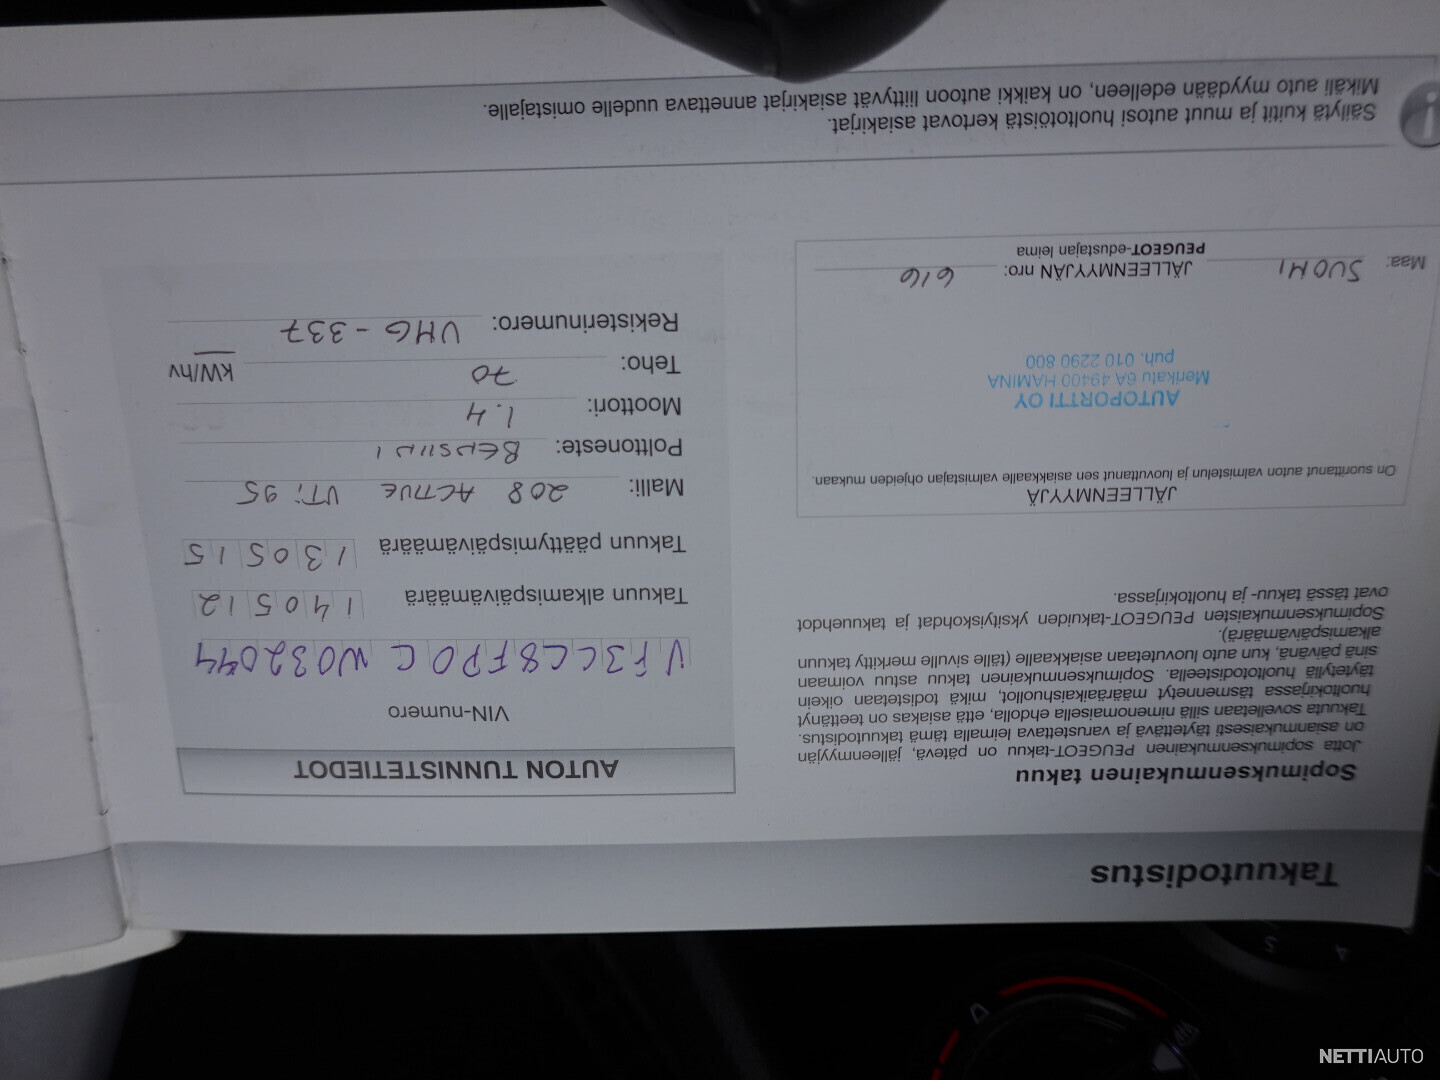 Takuutodistus
Sopimuksenmukainen takuu
Jotta sopimuksenmukainen PEUGEOT-takuu on pätevä, jälleenmyyjän
on asianmukaisesti täytettävä ja varustettava leimalla tämä takuutodistus.
Takuuta sovelletaan sillä nimenomaisella ehdolla, että asiakas on teettänyt
huoltokirjassa täsmennetyt määräaikaishuollot, mikä todistetaan oikein
täytetyllä huoltotodisteella. Sopimuksenmukainen takuu astuu voimaan
sinä päivänä, kun auto luovutetaan asiakkaalle (tälle sivulle merkitty takuun
alkamispäivämäärä).
Sopimuksenmukaisten PEUGEOT-takuiden yksityiskohdat ja takuuehdot
ovat tässä takuu- ja huoltokirjassa.
JÄLLEENMYYJÄ
On suorittanut auton valmistelun ja luovuttanut sen asiakkaalle valmistajan ohjeiden mukaan.
AUTOPORTTI OY
Merikatu 6A 49400 HAMINA
puh. 010 2290 800
Maa: SUOMI JÄLLEENMYYJÄN nro: 616
PEUGEOT-edustajan leima
AUTON TUNNISTETIEDOT
VIN-numero
VF3CC8FP0CW032044
Takuun alkamispäivämäärä 140512
Takuun päättymispäivämäärä 130515
Malli: 208 ACTIVE VTi 95
Polttoneste: BENSIINI
Moottori: 1.4
Teho: 70 kW/hv
Rekisterinumero: UMG-337
Säilytä kuitit ja muut autosi huoltotöistä kertovat asiakirjat.
Mikäli auto myydään edelleen, on kaikki autoon liittyvät asiakirjat annettava uudelle omistajalle.
NETTIAUTO